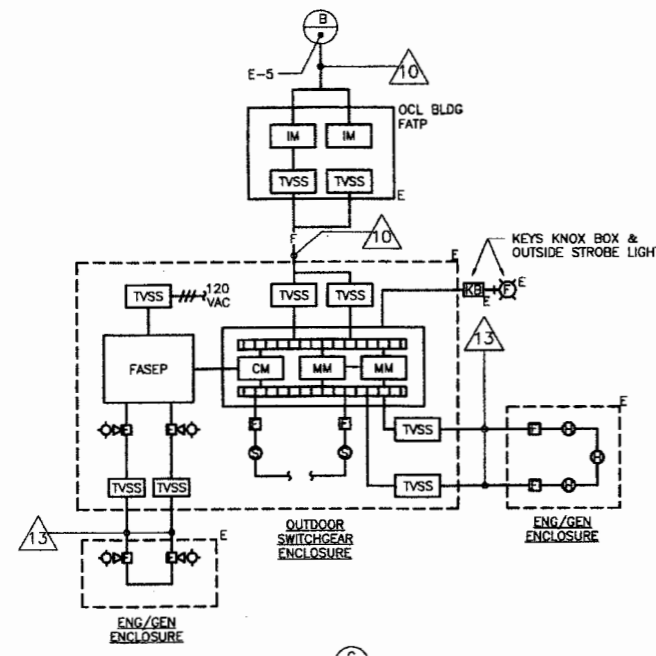 B
E-5
10
OCL BLDG
FATP
IM IM
TVSS TVSS
E
F
10
KEYS KNOX BOX &
OUTSIDE STROBE LIGHT
E
TVSS
120
VAC
TVSS TVSS
KB
F
E
E
FASEP
CM MM MM
13
F F
S S
F F
TVSS
E
F H
H
TVSS TVSS
TVSS
F H
OUTDOOR
SWITCHGEAR
ENCLOSURE
ENG/GEN
ENCLOSURE
13
E
F F
ENG/GEN
ENCLOSURE